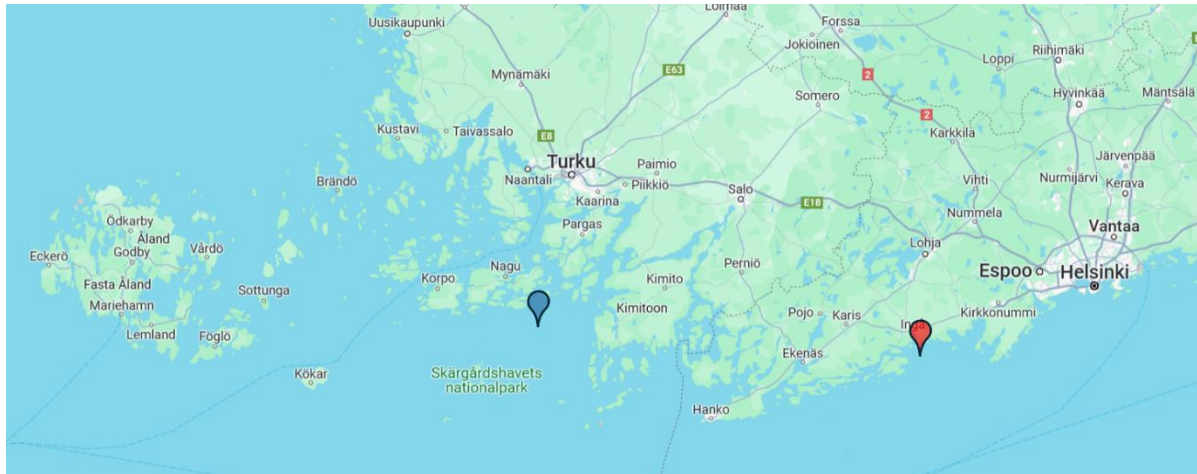 Uusikaupunki
Loimaa
Forssa
Jokioinen
Riihimäki
Loppi
E63
2
Mynämäki
Hyvinkää
Mäntsälä
Somero
2
Kustavi
Taivassalo
E8
Karkkila
Järvenpää
Turku
Paimio
Brändö
Naantali
Piikkiö
Kaarina
Salo
Vihti
Nurmijärvi
Kerava
E18
Ödkarby
Pargas
Nummela
Vantaa
Åland
Eckerö
Godby
Vårdö
Lohja
Espoo
Helsinki
Nagu
Korpo
Perniö
Kimito
Fasta Åland
Sottunga
Mariehamn
Kimitoon
Pojo
Karis
Kirkkonummi
Lemland
Föglö
Ekenäs
Kökar
Skärgårdshavets
nationalpark
Hanko